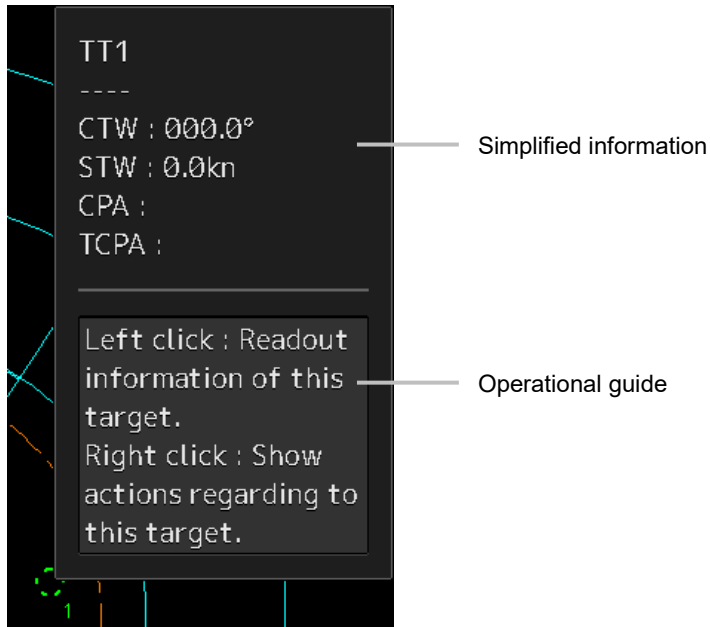 TT1
----
CTW : 000.0°
STW : 0.0kn
CPA :
TCPA :
Simplified information
Left click : Readout
information of this
target.
Right click : Show
actions regarding to
this target.
Operational guide
1